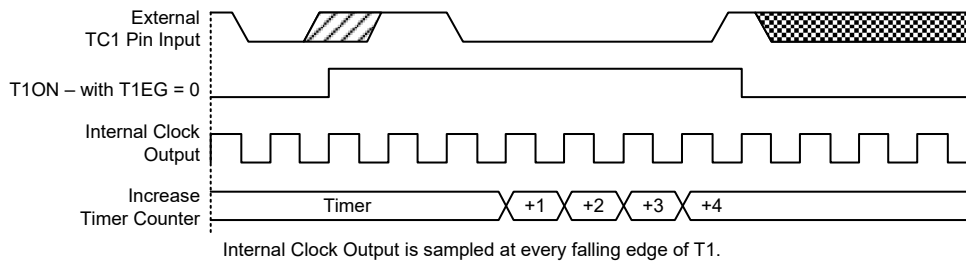 External
TC1 Pin Input
T1ON – with T1EG = 0
Internal Clock
Output
Increase
Timer Counter
Timer +1 +2 +3 +4
Internal Clock Output is sampled at every falling edge of T1.